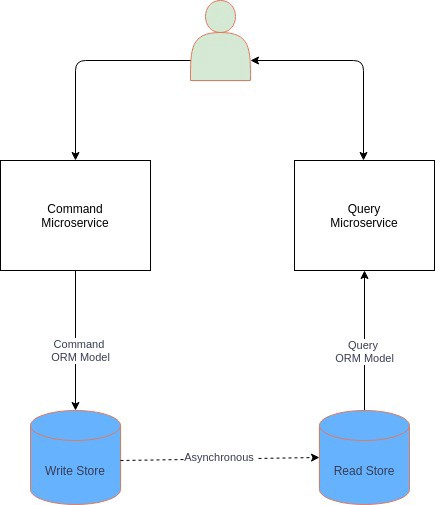 Command
Microservice
Query
Microservice
Command
ORM Model
Query
ORM Model
Write Store
Asynchronous
Read Store